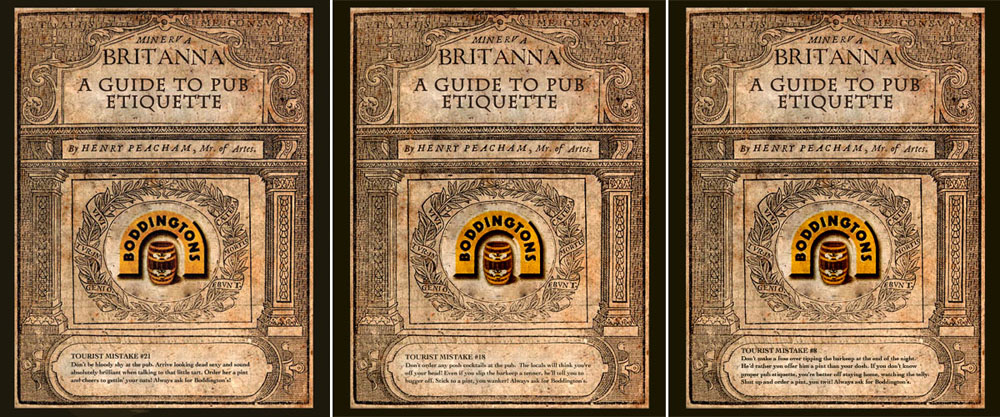 MINERVA
BRITANNA
A GUIDE TO PUB
ETIQUETTE
By HENRY PEACHAM, Mr. of Artes.
BODDINGTONS
TOURIST MISTAKE #21
Don't be bloody shy at the pub. Arrive looking dead sexy and sound
absolutely brilliant when talking to that little tart. Order her a pint
and cheers to gettin' your nuts! Always ask for Boddington's!
MINERVA
BRITANNA
A GUIDE TO PUB
ETIQUETTE
By HENRY PEACHAM, Mr. of Artes.
BODDINGTONS
TOURIST MISTAKE #18
Don't order any posh cocktails at the pub. The locals will think you're
off your head! Even if you slip the barkeep a tenner, he'll tell you to
bugger off. Stick to a pint, you wanker! Always ask for Boddington's.
MINERVA
BRITANNA
A GUIDE TO PUB
ETIQUETTE
By HENRY PEACHAM, Mr. of Artes.
BODDINGTONS
TOURIST MISTAKE #8
Don't make a fuss over tipping the barkeep at the end of the night.
He'd rather you offer him a pint than your dosh. If you don't know
proper pub etiquette, you're better off staying home, watching the telly.
Shut up and order a pint, you twit! Always ask for Boddington's.